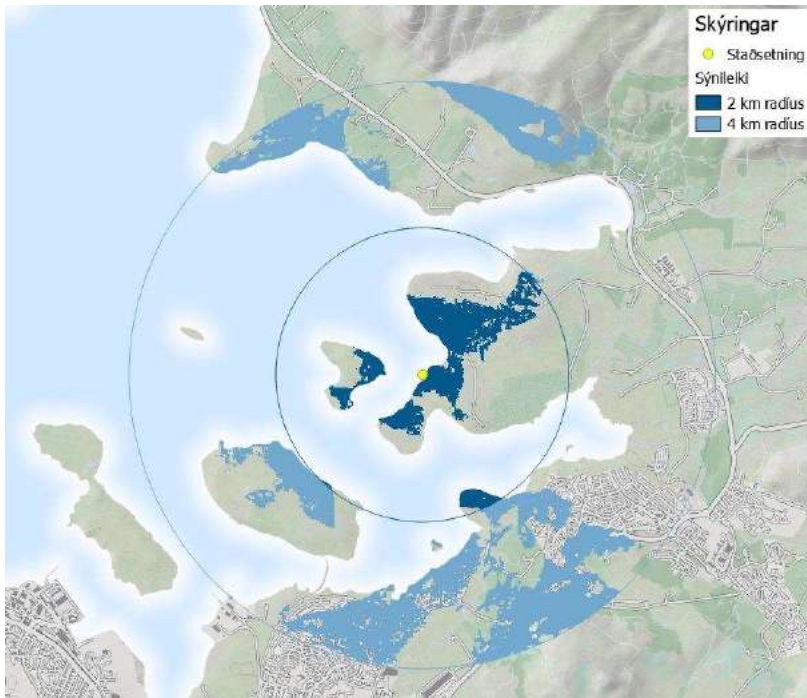 Skýringar
Staðsetning
Sýnileiki
2 km radíus
4 km radíus